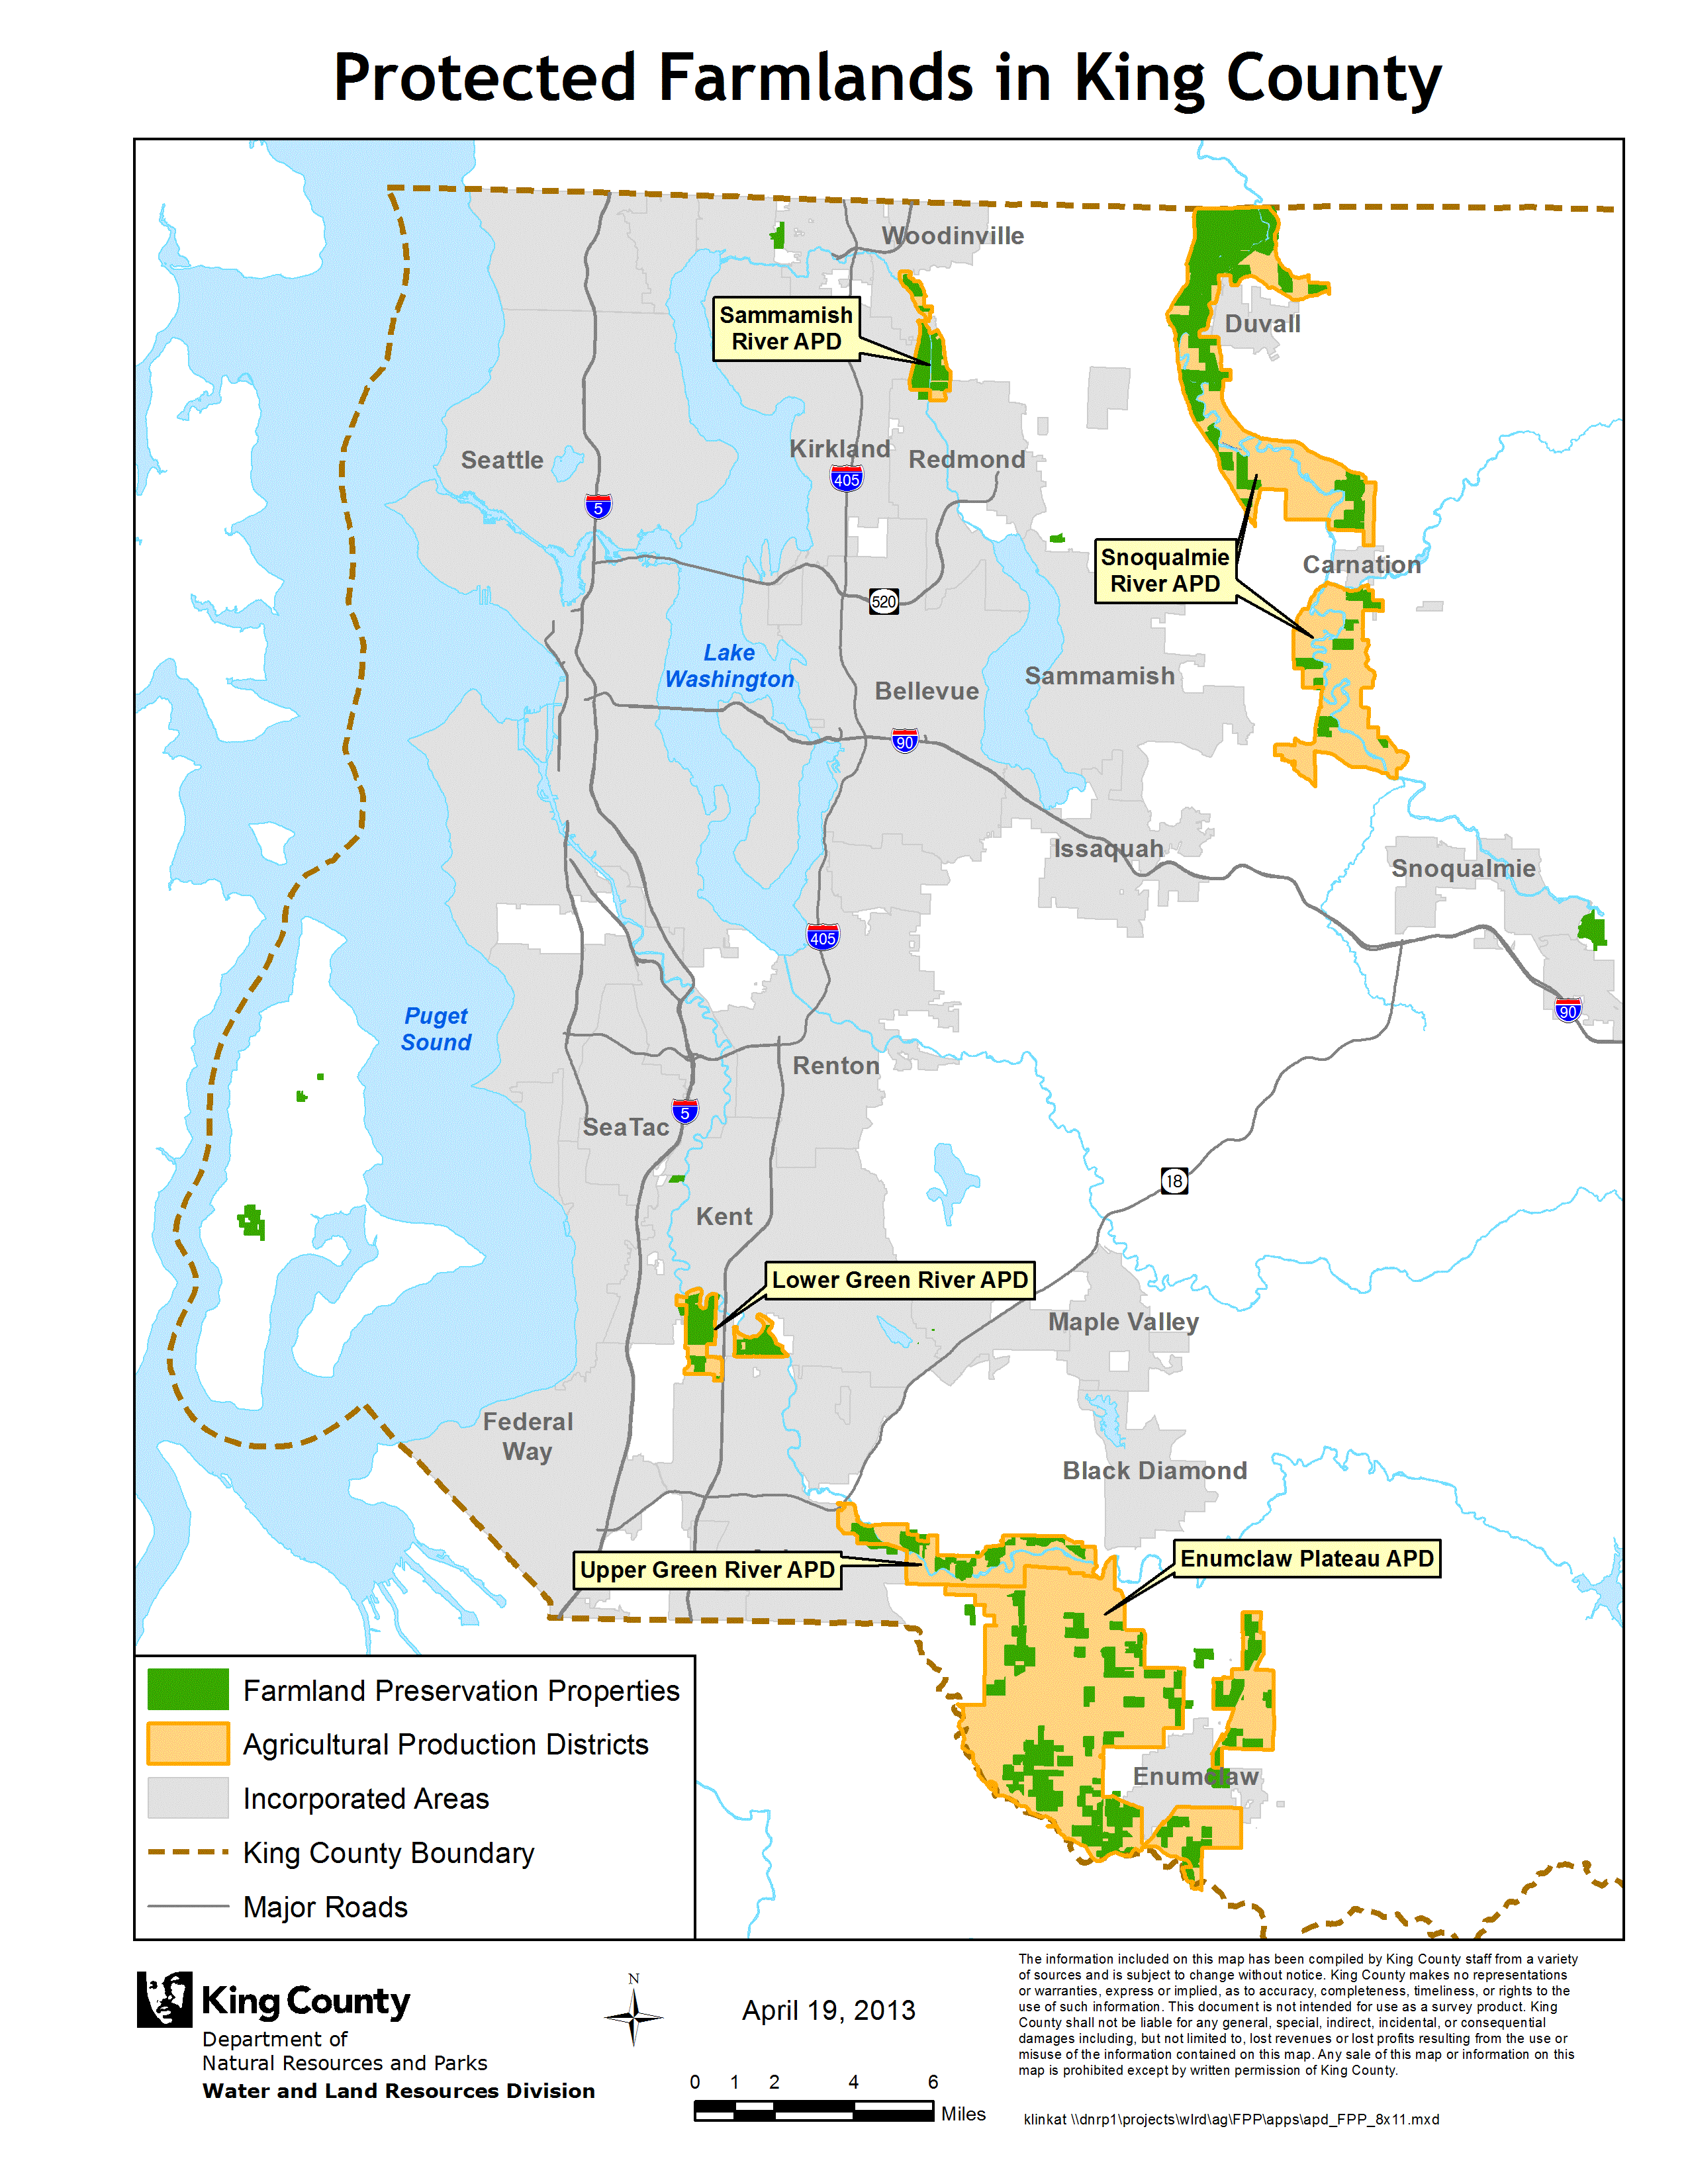 Protected Farmlands in King County
Woodinville
Duvall
Sammamish
River APD
Kirkland
Redmond
Seattle
405
5
Snoqualmie
River APD
Carnation
520
Lake
Washington
Sammamish
Bellevue
90
Issaquah
Snoqualmie
405
90
Puget
Sound
Renton
5
SeaTac
18
Kent
Lower Green River APD
Maple Valley
Federal
Way
Black Diamond
Upper Green River APD
Enumclaw Plateau APD
Enumclaw
Farmland Preservation Properties
Agricultural Production Districts
Incorporated Areas
King County Boundary
Major Roads
King County
Department of
Natural Resources and Parks
Water and Land Resources Division
N
April 19, 2013
0 1 2 4 6
Miles
The information included on this map has been compiled by King County staff from a variety
of sources and is subject to change without notice. King County makes no representations
or warranties, express or implied, as to accuracy, completeness, timeliness, or rights to the
use of such information. This document is not intended for use as a survey product. King
County shall not be liable for any general, special, indirect, incidental, or consequential
damages including, but not limited to, lost revenues or lost profits resulting from the use or
misuse of the information contained on this map. Any sale of this map or information on this
map is prohibited except by written permission of King County.
klinkat \\dnrp1\projects\wlrd\ag\FPP\apps\apd_FPP_8x11.mxd